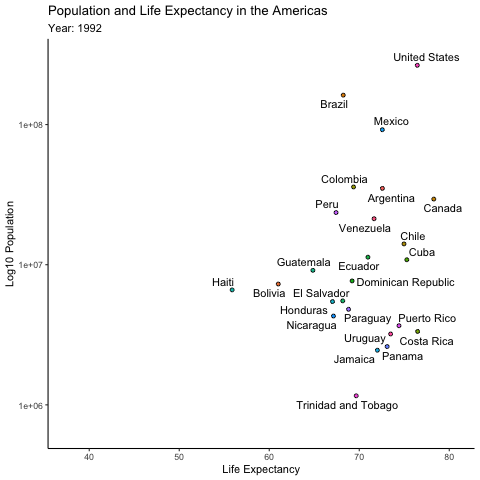 Population and Life Expectancy in the Americas
Year: 1992
United States
Brazil
Mexico
1e+08
Colombia
Argentina
Peru
Canada
Venezuela
Chile
Cuba
Ecuador
1e+07
Guatemala
Haiti
Bolivia
Dominican Republic
El Salvador
Honduras
Nicaragua
Paraguay
Puerto Rico
Uruguay
Costa Rica
Jamaica
Panama
1e+06
Trinidad and Tobago
Log10 Population
40
50
60
70
80
Life Expectancy